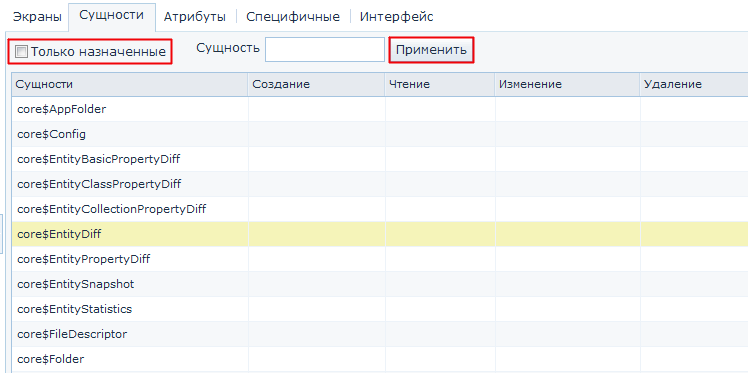 Экраны Сущности Атрибуты Специфичные Интерфейс
Только назначенные Сущность Применить
Сущности Создание Чтение Изменение Удаление
core$AppFolder
core$Config
core$EntityBasicPropertyDiff
core$EntityClassPropertyDiff
core$EntityCollectionPropertyDiff
core$EntityDiff
core$EntityPropertyDiff
core$EntitySnapshot
core$EntityStatistics
core$FileDescriptor
core$Folder